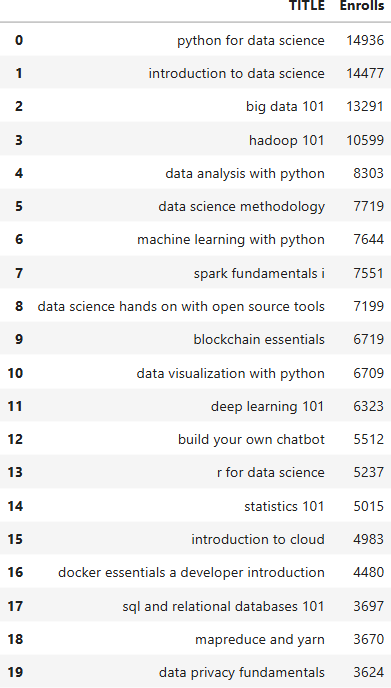 TITLE Enrolls
0 python for data science 14936
1 introduction to data science 14477
2 big data 101 13291
3 hadoop 101 10599
4 data analysis with python 8303
5 data science methodology 7719
6 machine learning with python 7644
7 spark fundamentals i 7551
8 data science hands on with open source tools 7199
9 blockchain essentials 6719
10 data visualization with python 6709
11 deep learning 101 6323
12 build your own chatbot 5512
13 r for data science 5237
14 statistics 101 5015
15 introduction to cloud 4983
16 docker essentials a developer introduction 4480
17 sql and relational databases 101 3697
18 mapreduce and yarn 3670
19 data privacy fundamentals 3624